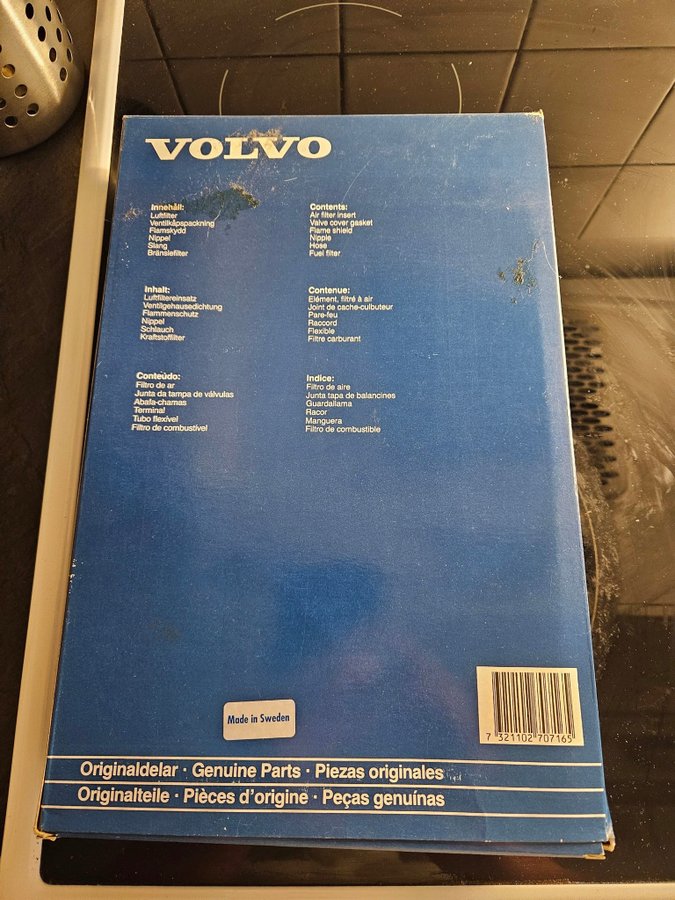 VOLVO
Innehåll:
Luftfilter
Ventilkåpspackning
Flamskydd
Nippel
Slang
Bränslefilter
Contents:
Air filter insert
Valve cover gasket
Flame shield
Nipple
Hose
Fuel filter
Inhalt:
Luftfiltereinsatz
Ventilgehausedichtung
Flammenschutz
Nippel
Schlauch
Kraftstoffilter
Contenue:
Elément, filtré à air
Joint de cache-culbuteur
Pare-feu
Raccord
Flexible
Filtre carburant
Conteúdo:
Filtro de ar
Junta da tampa de válvulas
Abafa-chamas
Terminal
Tubo flexível
Filtro de combustível
Indice:
Filtro de aire
Junta tapa de balancines
Guardallama
Racor
Manguera
Filtro de combustible
Made in Sweden
7 321102 707165
Originaldelar · Genuine Parts · Piezas originales
Originalteile · Pièces d'origine · Peças genuínas